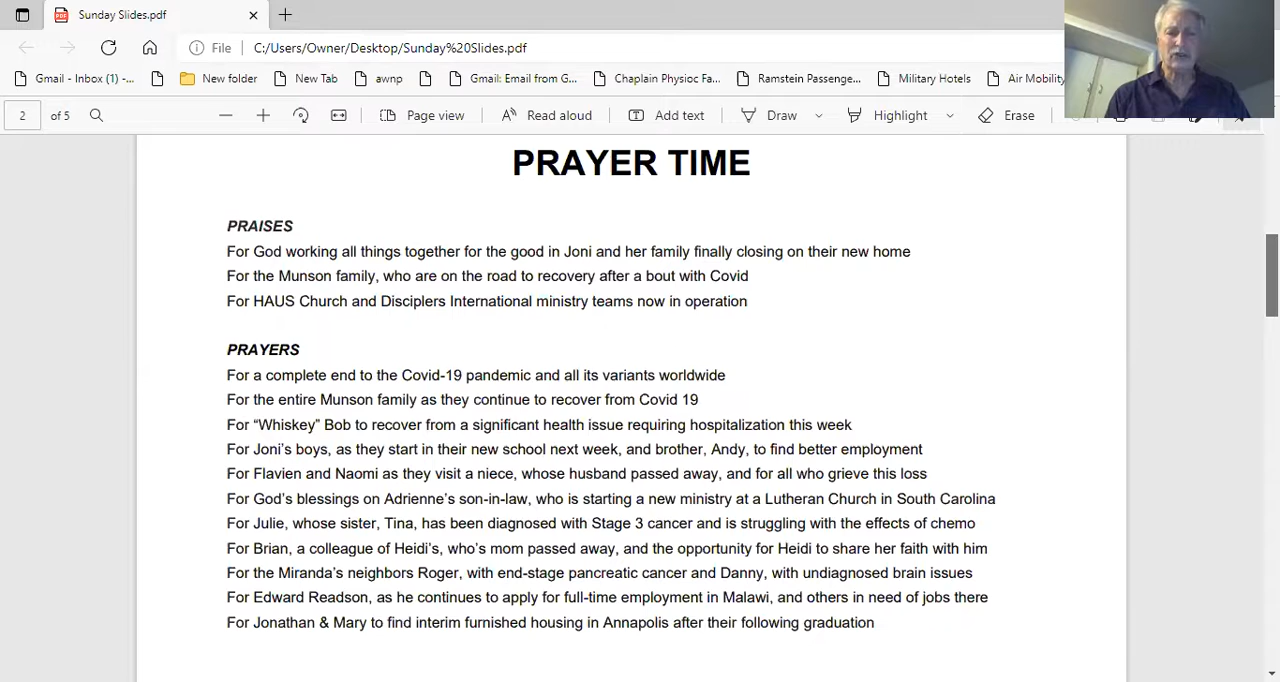 Sunday Slides.pdf
File C:/Users/Owner/Desktop/Sunday%20Slides.pdf
Gmail - Inbox (1) -... New folder New Tab awnp Gmail: Email from G... Chaplain Physioc Fa... Ramstein Passenge... Military Hotels Air Mobility
2 of 5 Page view Read aloud Add text Draw Highlight Erase
PRAYER TIME
PRAISES
For God working all things together for the good in Joni and her family finally closing on their new home
For the Munson family, who are on the road to recovery after a bout with Covid
For HAUS Church and Disciplers International ministry teams now in operation
PRAYERS
For a complete end to the Covid-19 pandemic and all its variants worldwide
For the entire Munson family as they continue to recover from Covid 19
For “Whiskey” Bob to recover from a significant health issue requiring hospitalization this week
For Joni’s boys, as they start in their new school next week, and brother, Andy, to find better employment
For Flavien and Naomi as they visit a niece, whose husband passed away, and for all who grieve this loss
For God’s blessings on Adrienne’s son-in-law, who is starting a new ministry at a Lutheran Church in South Carolina
For Julie, whose sister, Tina, has been diagnosed with Stage 3 cancer and is struggling with the effects of chemo
For Brian, a colleague of Heidi’s, who’s mom passed away, and the opportunity for Heidi to share her faith with him
For the Miranda’s neighbors Roger, with end-stage pancreatic cancer and Danny, with undiagnosed brain issues
For Edward Readson, as he continues to apply for full-time employment in Malawi, and others in need of jobs there
For Jonathan & Mary to find interim furnished housing in Annapolis after their following graduation